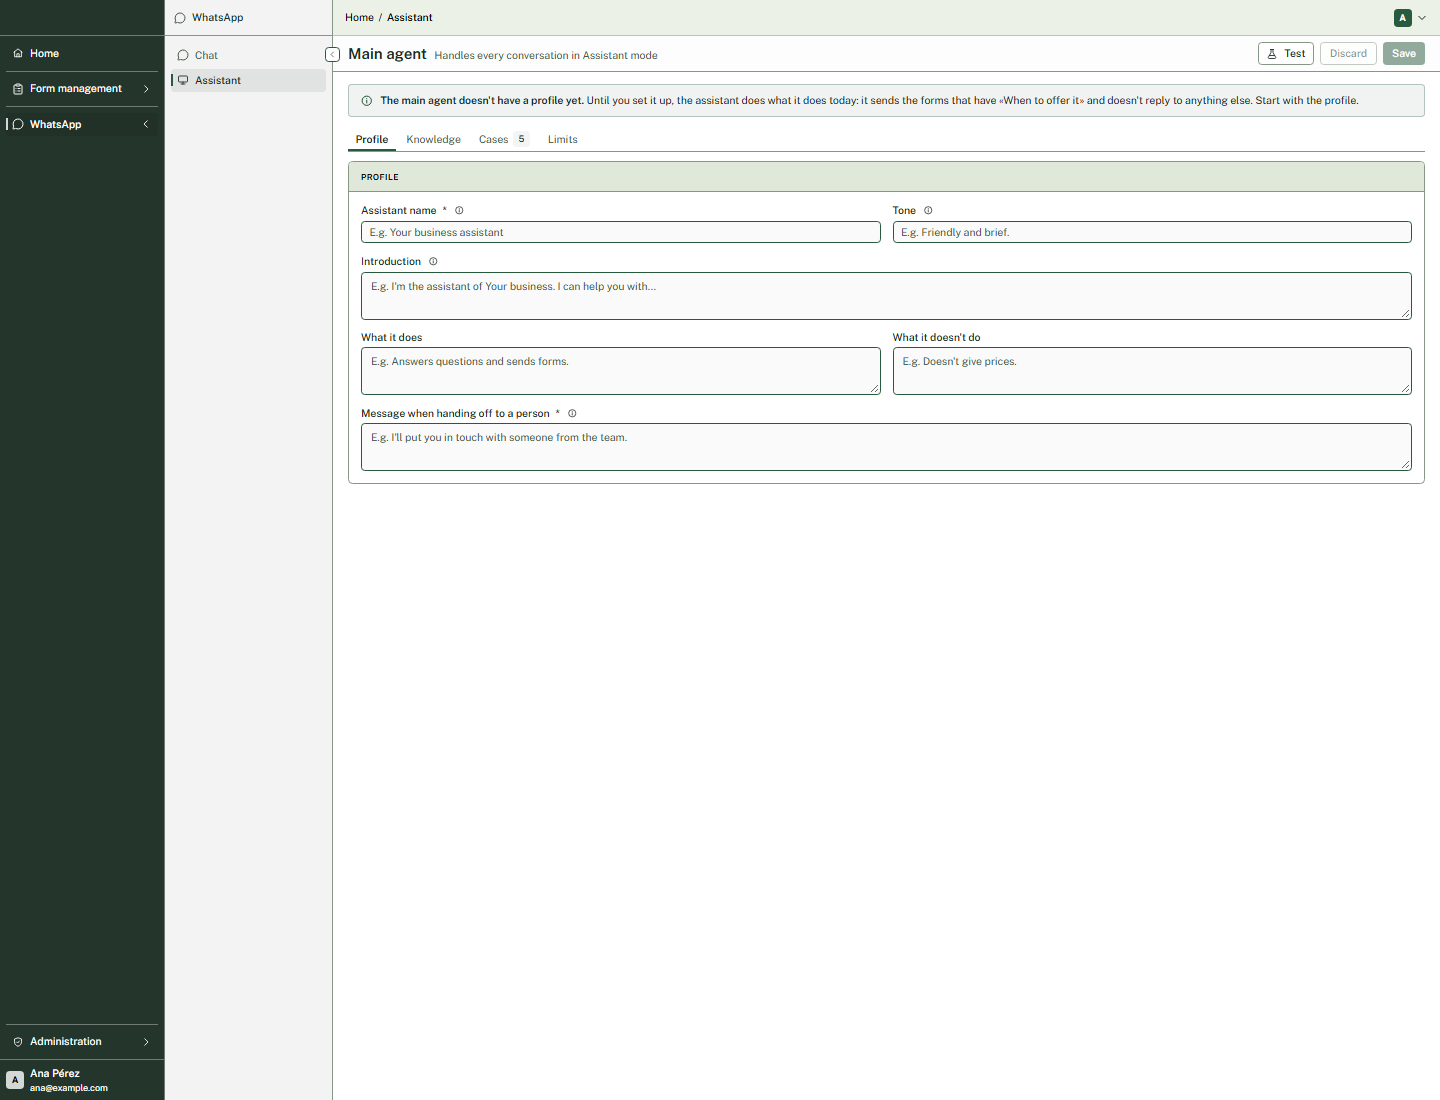 WhatsApp
Home / Assistant
A
Home
Form management
WhatsApp
Chat
Assistant
Main agent Handles every conversation in Assistant mode
Test
Discard
Save
The main agent doesn't have a profile yet. Until you set it up, the assistant does what it does today: it sends the forms that have «When to offer it» and doesn't reply to anything else. Start with the profile.
Profile Knowledge Cases 5 Limits
PROFILE
Assistant name *
E.g. Your business assistant
Tone
E.g. Friendly and brief.
Introduction
E.g. I'm the assistant of Your business. I can help you with...
What it does
E.g. Answers questions and sends forms.
What it doesn't do
E.g. Doesn't give prices.
Message when handing off to a person *
E.g. I'll put you in touch with someone from the team.
Administration
A
Ana Pérez
ana@example.com